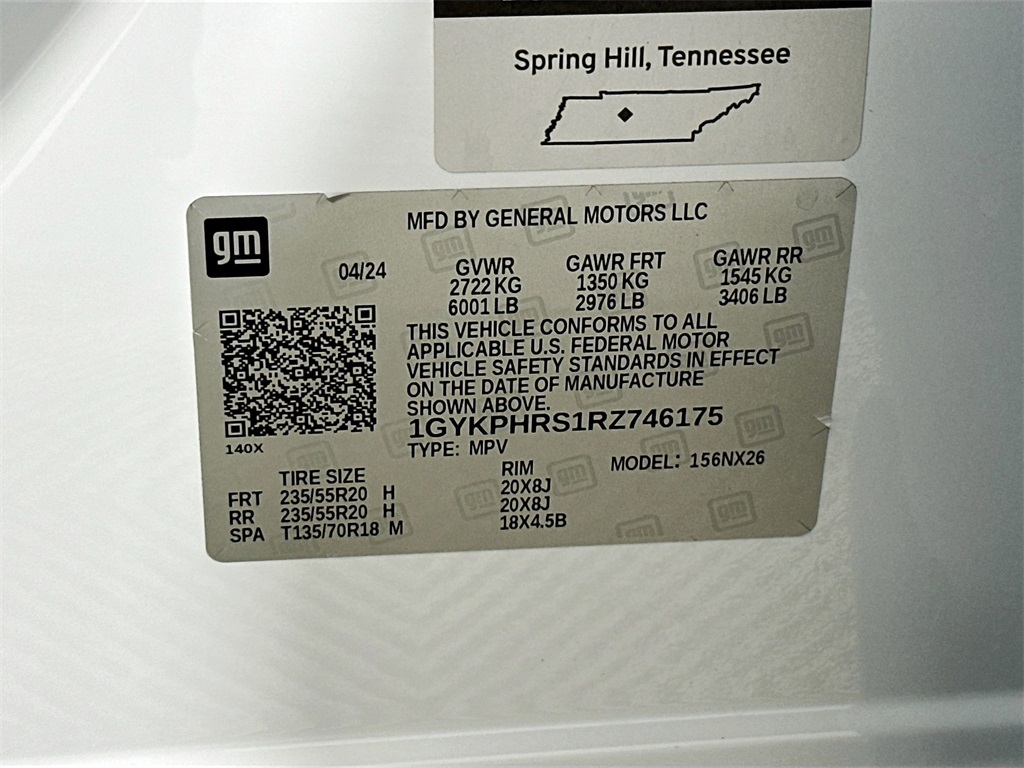 Spring Hill, Tennessee
gm
MFD BY GENERAL MOTORS LLC
04/24
GVWR
2722 KG
6001 LB
GAWR FRT
1350 KG
2976 LB
GAWR RR
1545 KG
3406 LB
THIS VEHICLE CONFORMS TO ALL
APPLICABLE U.S. FEDERAL MOTOR
VEHICLE SAFETY STANDARDS IN EFFECT
ON THE DATE OF MANUFACTURE
SHOWN ABOVE.
1GYKPHRS1RZ746175
140X
TYPE: MPV
MODEL: 156NX26
TIRE SIZE
RIM
FRT 235/55R20 H 20X8J
RR 235/55R20 H 20X8J
SPA T135/70R18 M 18X4.5B